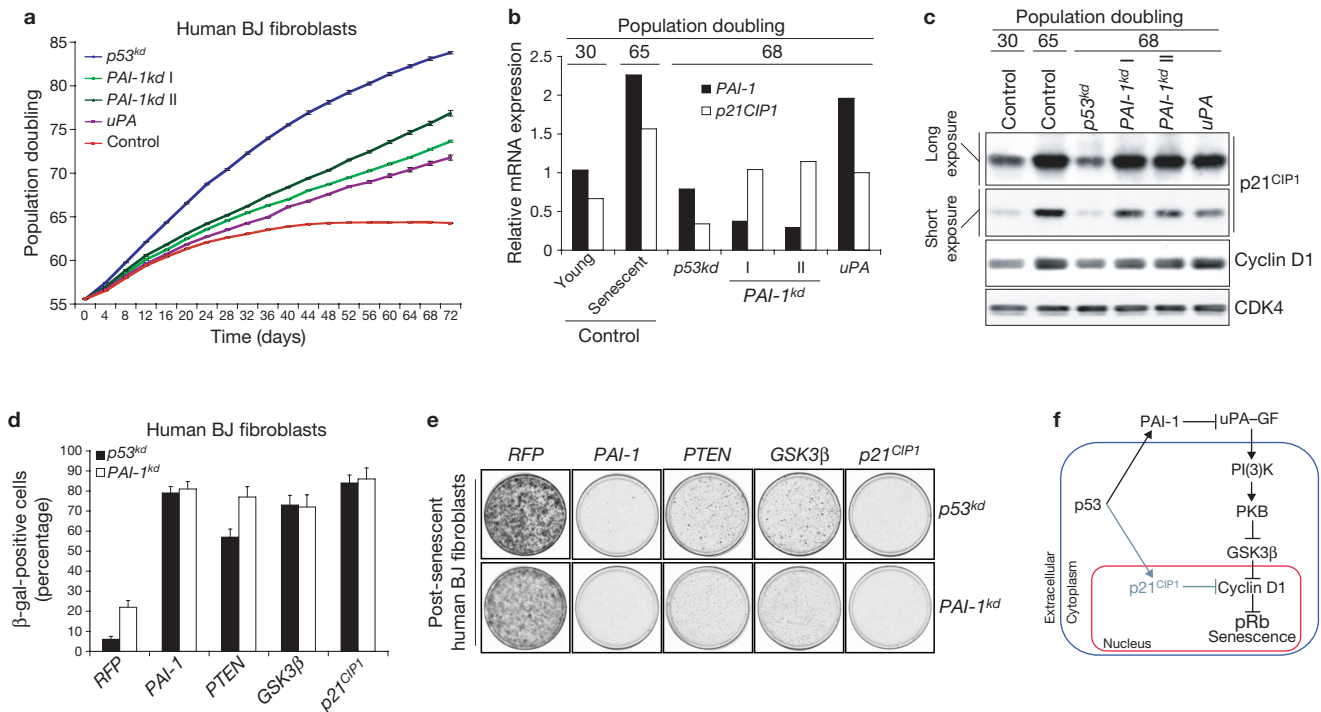 a
Human BJ fibroblasts
Population doubling
85
80
75
70
65
60
55
p53kd
PAI-1kd I
PAI-1kd II
uPA
Control
0 4 8 12 16 20 24 28 32 36 40 44 48 52 56 60 64 68 72
Time (days)
b
Population doubling
30 65 68
Relative mRNA expression
2.5
2.0
1.5
1.0
0.5
0
PAI-1
p21CIP1
Young
Senescent
p53kd
I
II
uPA
PAI-1kd
Control
c
Population doubling
30 65 68
Control
Control
p53kd
PAI-1kd I
PAI-1kd II
uPA
Long exposure
Short exposure
p21CIP1
Cyclin D1
CDK4
d
Human BJ fibroblasts
β-gal-positive cells (percentage)
100
90
80
70
60
50
40
30
20
10
0
p53kd
PAI-1kd
RFP
PAI-1
PTEN
GSK3β
p21CIP1
e
RFP PAI-1 PTEN GSK3β p21CIP1
Post-senescent human BJ fibroblasts
p53kd
PAI-1kd
f
PAI-1
uPA–GF
PI(3)K
p53
PKB
GSK3β
p21CIP1
Cyclin D1
pRb
Senescence
Extracellular
Cytoplasm
Nucleus